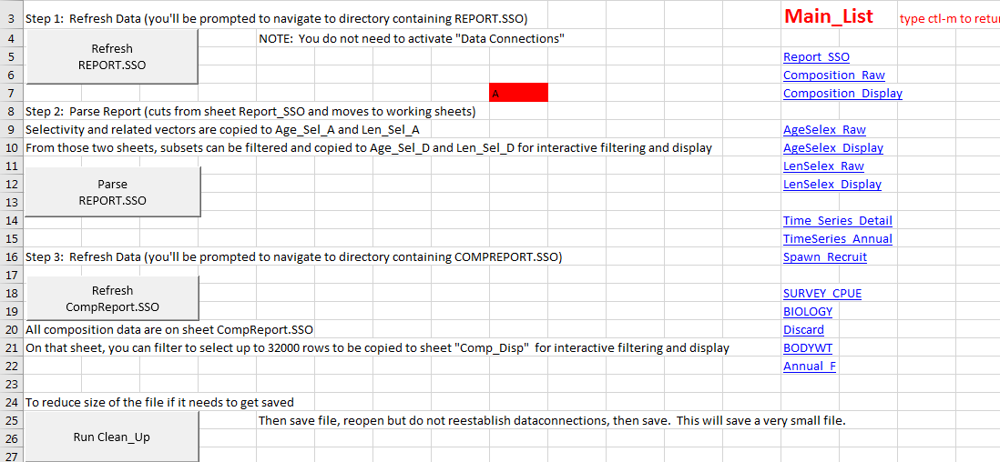 3 Step 1:  Refresh Data (you'll be prompted to navigate to directory containing REPORT.SSO) Main_List type ctl-m to retur
4 NOTE:  You do not need to activate "Data Connections"
Refresh
REPORT.SSO
5 Report_SSO
6 Composition_Raw
7 A Composition_Display
8 Step 2:  Parse Report (cuts from sheet Report_SSO and moves to working sheets)
9 Selectivity and related vectors are copied to Age_Sel_A and Len_Sel_A AgeSelex_Raw
10 From those two sheets, subsets can be filtered and copied to Age_Sel_D and Len_Sel_D for interactive filtering and display AgeSelex_Display
11 LenSelex_Raw
12 Parse LenSelex_Display
13 REPORT.SSO
14 Time_Series_Detail
15 TimeSeries_Annual
16 Step 3:  Refresh Data (you'll be prompted to navigate to directory containing COMPREPORT.SSO) Spawn_Recruit
17
18 Refresh SURVEY_CPUE
19 CompReport.SSO BIOLOGY
20 All composition data are on sheet CompReport.SSO Discard
21 On that sheet, you can filter to select up to 32000 rows to be copied to sheet "Comp_Disp"  for interactive filtering and display BODYWT
22 Annual_F
23
24 To reduce size of the file if it needs to get saved
25 Then save file, reopen but do not reestablish dataconnections, then save.  This will save a very small file.
26 Run Clean_Up
27